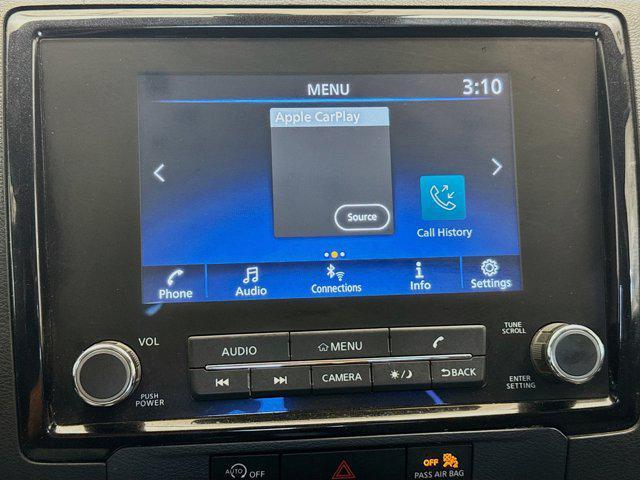 MENU 3:10
Apple CarPlay
Source
Call History
Phone Audio Connections Info Settings
VOL
PUSH
POWER
AUDIO MENU
CAMERA BACK
TUNE
SCROLL
ENTER
SETTING
AUTO OFF
OFF
PASS AIR BAG